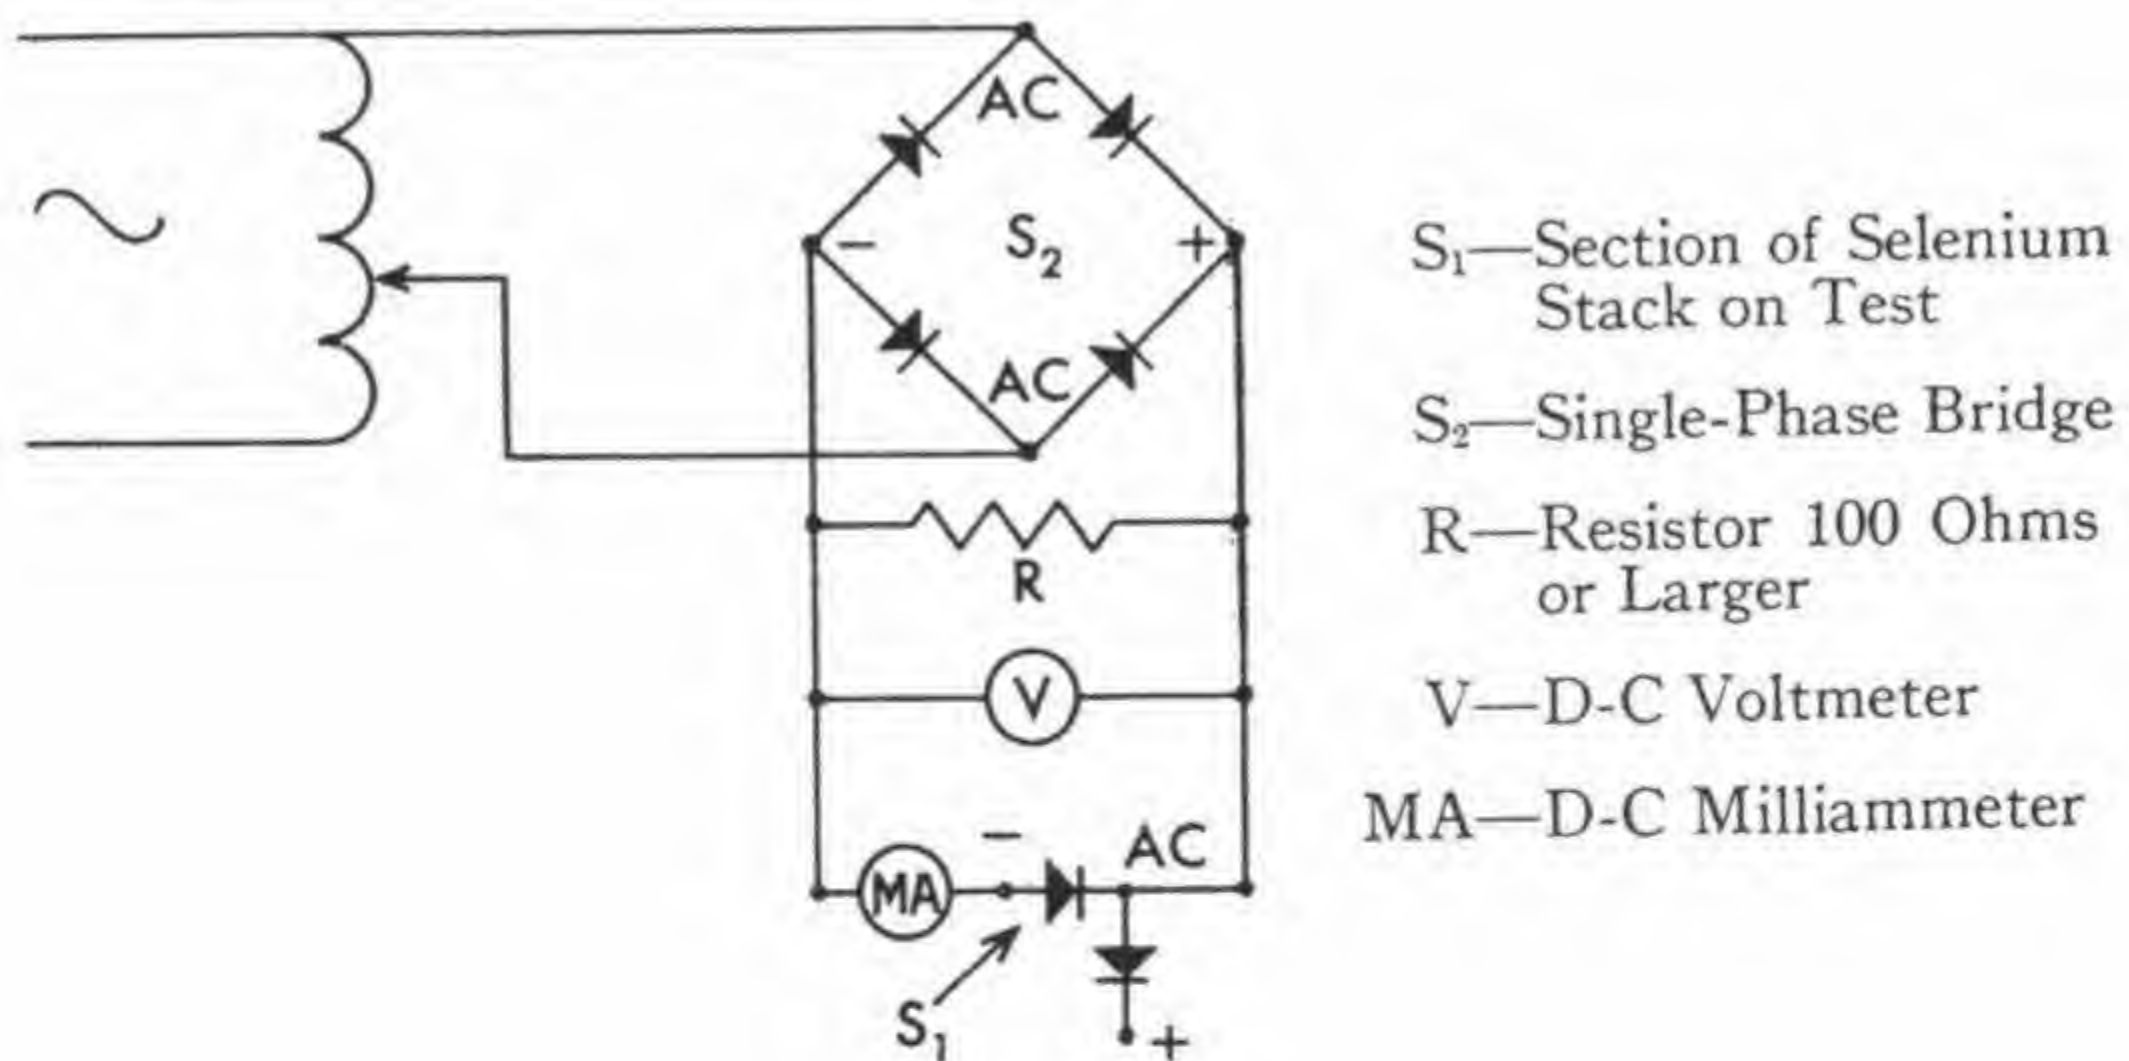 AC
S₂
−
+
AC
R
V
−
AC
MA
S₁
+
S₁—Section of Selenium
Stack on Test
S₂—Single-Phase Bridge
R—Resistor 100 Ohms
or Larger
V—D-C Voltmeter
MA—D-C Milliammeter